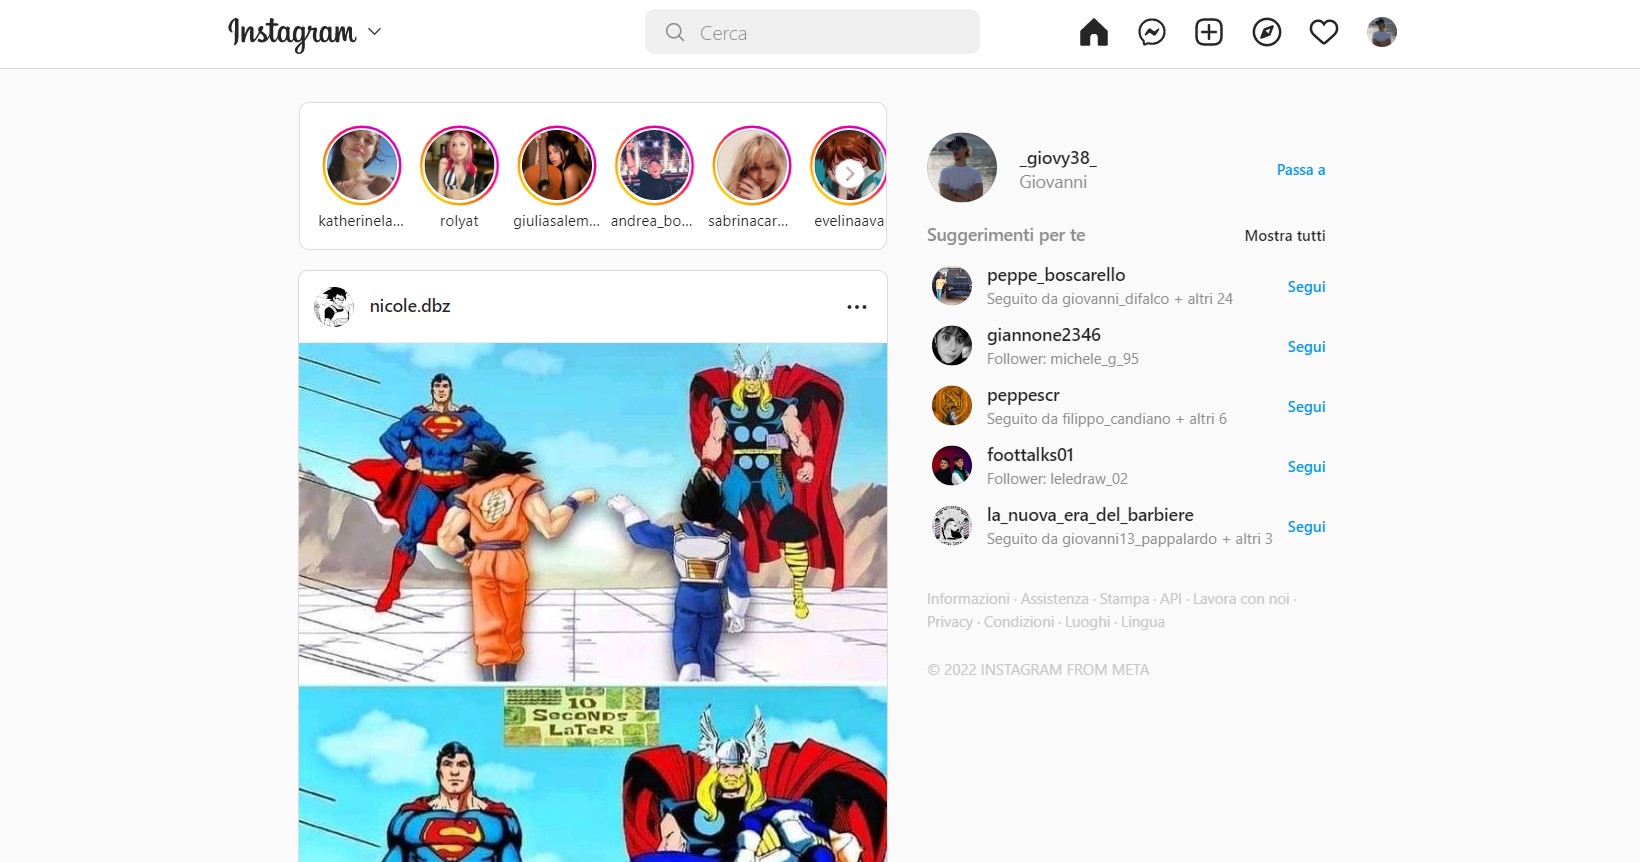 Instagram
Cerca
katherinela...
rolyat
giuliasalem...
andrea_bo...
sabrinacar...
evelinaava
_giovy38_
Giovanni
Passa a
Suggerimenti per te
Mostra tutti
peppe_boscarello
Seguito da giovanni_difalco + altri 24
Segui
giannone2346
Follower: michele_g_95
Segui
peppescr
Seguito da filippo_candiano + altri 6
Segui
foottalks01
Follower: leledraw_02
Segui
la_nuova_era_del_barbiere
Seguito da giovanni13_pappalardo + altri 3
Segui
Informazioni · Assistenza · Stampa · API · Lavora con noi ·
Privacy · Condizioni · Luoghi · Lingua
© 2022 INSTAGRAM FROM META
nicole.dbz
10
SECONDS
LATER